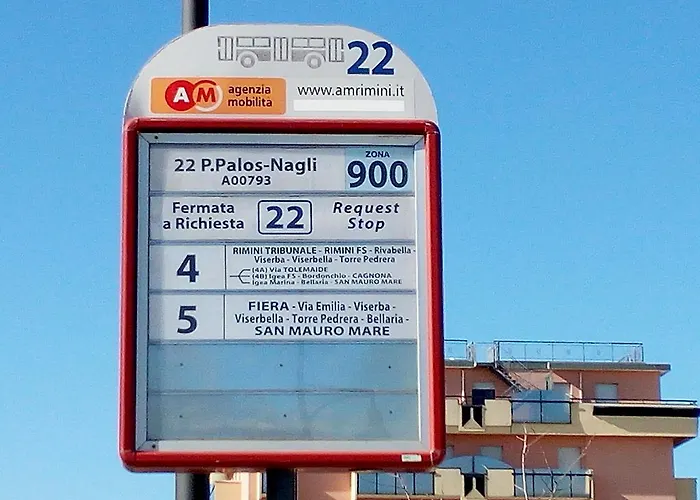 22
AM agenzia mobilità
www.amrimini.it
22 P.Palos-Nagli
A00793
ZONA
900
Fermata a Richiesta
22
Request Stop
4
RIMINI TRIBUNALE - RIMINI FS - Rivabella -
Viserba - Viserbella - Torre Pedrera
(4A) Via TOLEMAIDE
(4B) Igea FS - Bordonchio - CAGNONA
Igea Marina - Bellaria - SAN MAURO MARE
5
FIERA - Via Emilia - Viserba -
Viserbella - Torre Pedrera - Bellaria -
SAN MAURO MARE